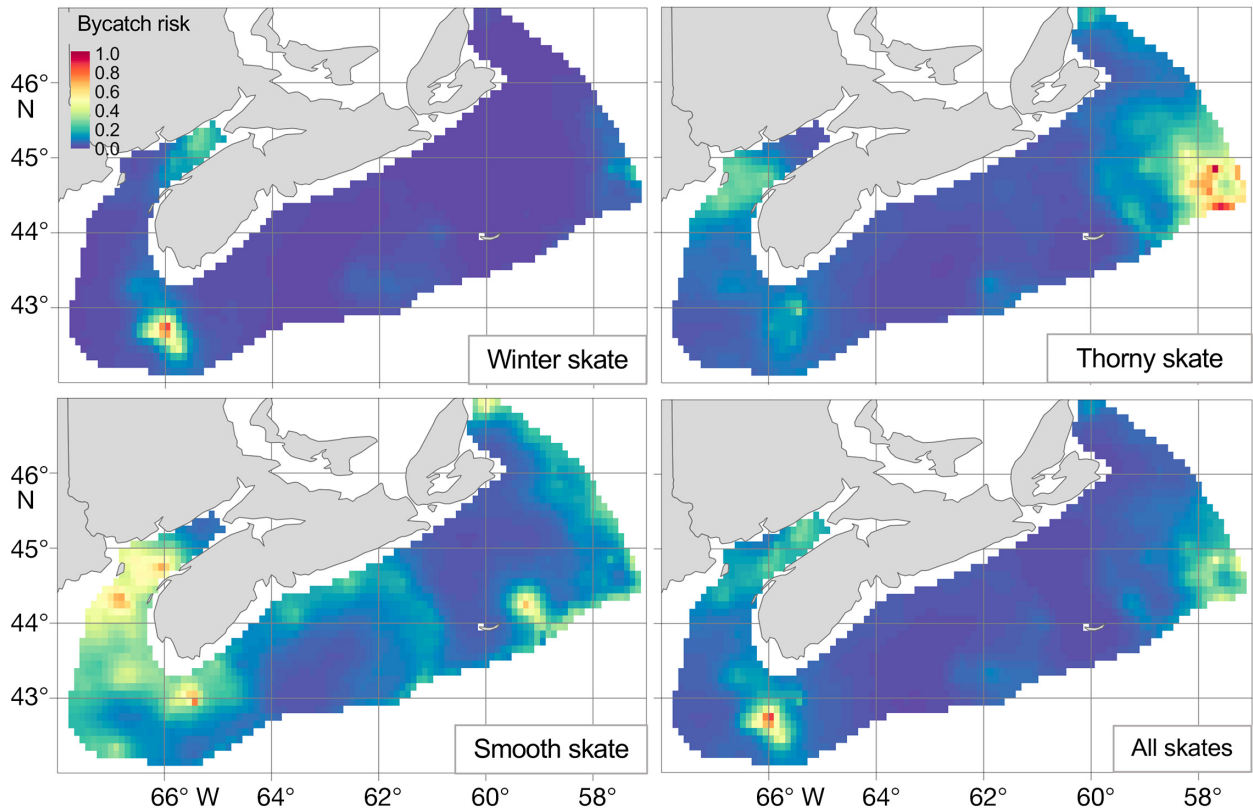 Bycatch risk
1.0
0.8
0.6
0.4
0.2
0.0
46°
N
45°
44°
43°
Winter skate
Thorny skate
46°
N
45°
44°
43°
Smooth skate
All skates
66° W 64° 62° 60° 58° 66° W 64° 62° 60° 58°